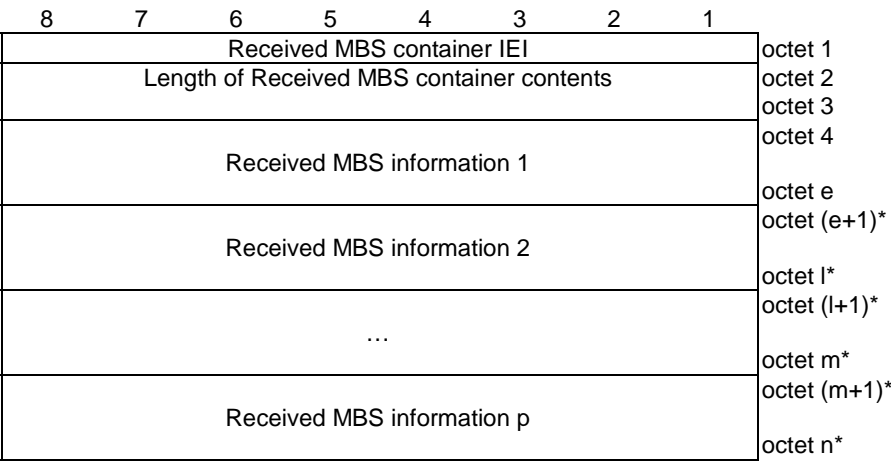 8 7 6 5 4 3 2 1
Received MBS container IEI octet 1
Length of Received MBS container contents octet 2
octet 3
octet 4
Received MBS information 1
octet e
octet (e+1)*
Received MBS information 2
octet l*
octet (l+1)*
…
octet m*
octet (m+1)*
Received MBS information p
octet n*